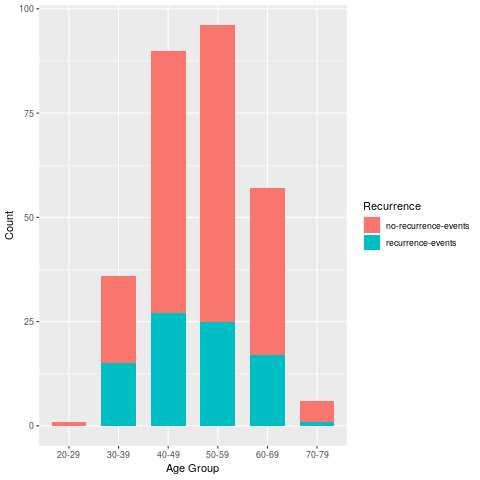 100
75
50
25
0
Count
20-29 30-39 40-49 50-59 60-69 70-79
Age Group
Recurrence
no-recurrence-events
recurrence-events